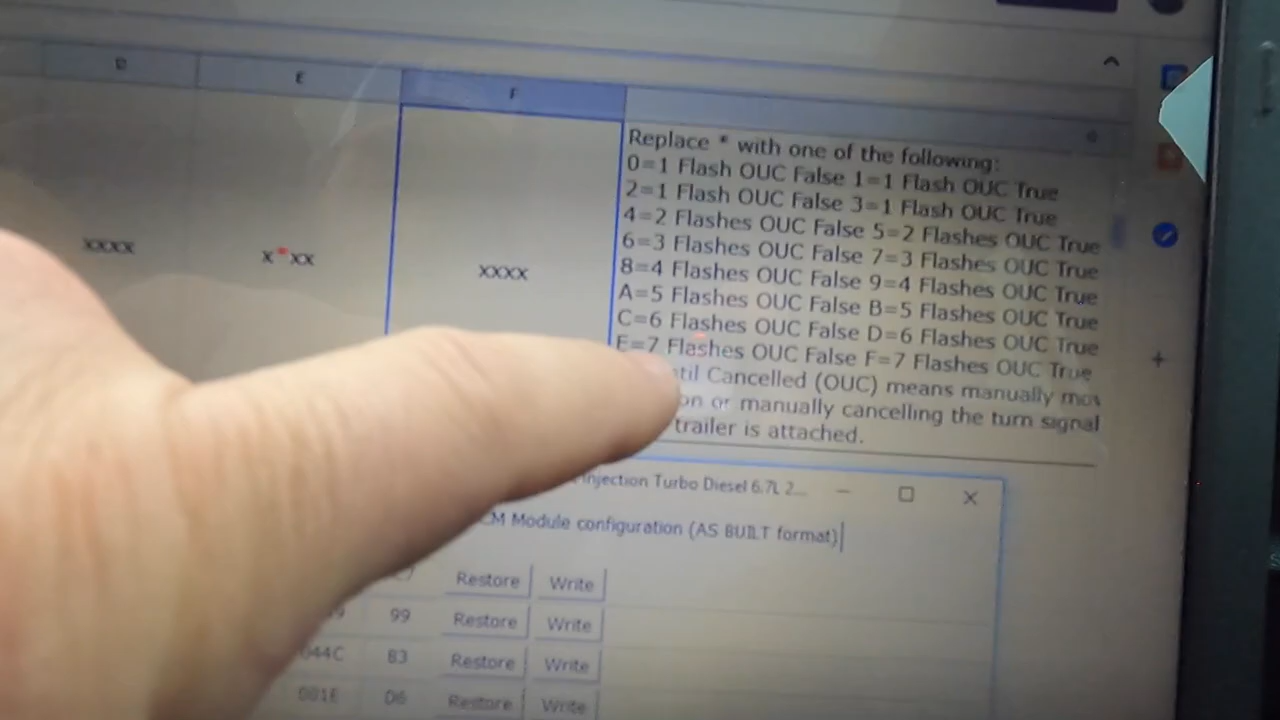 D E F
Replace * with one of the following:
0=1 Flash OUC False 1=1 Flash OUC True
2=1 Flash OUC False 3=1 Flash OUC True
4=2 Flashes OUC False 5=2 Flashes OUC True
6=3 Flashes OUC False 7=3 Flashes OUC True
8=4 Flashes OUC False 9=4 Flashes OUC True
A=5 Flashes OUC False B=5 Flashes OUC True
C=6 Flashes OUC False D=6 Flashes OUC True
E=7 Flashes OUC False F=7 Flashes OUC True
Cancelled (OUC) means manually
or manually cancelling the turn signal
trailer is attached.
xxxx x*xx xxxx
Injection Turbo Diesel 6.7L 2...
Module configuration (AS BUILT format)
Restore Write
99 Restore Write
044C 83 Restore Write
001E D6 Restore Write